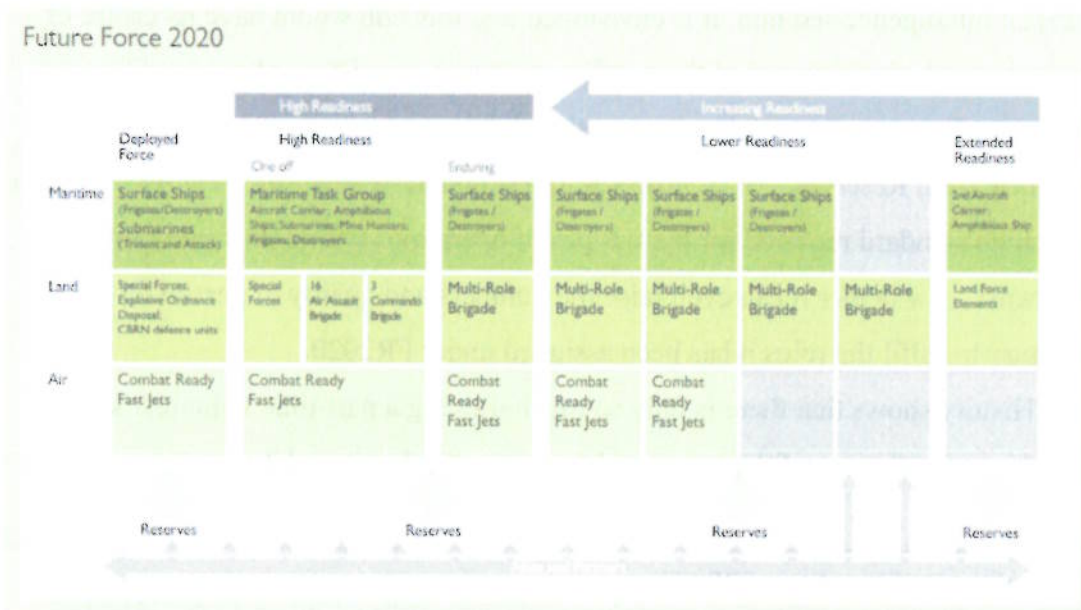 Future Force 2020
High Readiness
Increasing Readiness
Deployed
Force
High Readiness
Lower Readiness
Extended
Readiness
One off
Enduring
Maritime
Surface Ships
(Frigates/Destroyers)
Submarines
(Trident and Attack)
Maritime Task Group
Aircraft Carrier; Amphibious
Ships; Submarines; Mine Hunters;
Frigates; Destroyers
Surface Ships
(Frigates /
Destroyers)
Surface Ships
(Frigates /
Destroyers)
Surface Ships
(Frigates /
Destroyers)
Surface Ships
(Frigates /
Destroyers)
2nd Aircraft
Carrier;
Amphibious Ship
Land
Special Forces;
Explosive Ordnance
Disposal;
CBRN defence units
Special
Forces
16
Air Assault
Brigade
3
Commando
Brigade
Multi-Role
Brigade
Multi-Role
Brigade
Multi-Role
Brigade
Multi-Role
Brigade
Multi-Role
Brigade
Land Force
Elements
Air
Combat Ready
Fast Jets
Combat Ready
Fast Jets
Combat
Ready
Fast Jets
Combat
Ready
Fast Jets
Combat
Ready
Fast Jets
Reserves
Reserves
Reserves
Reserves